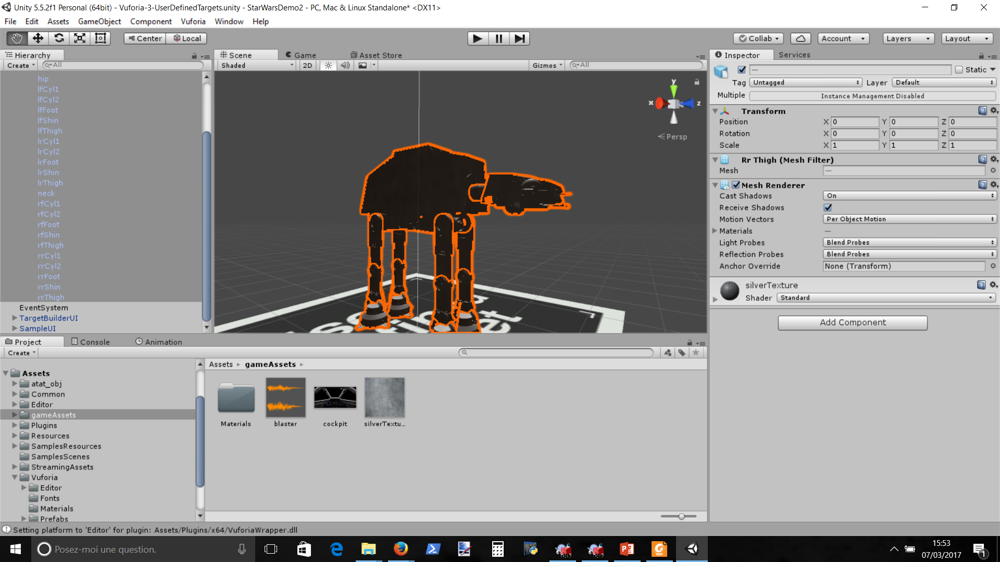 Unity 5.5.2f1 Personal (64bit) - Vuforia-3-UserDefinedTargets.unity - StarWarsDemo2 - PC, Mac & Linux Standalone* <DX11>
File Edit Assets GameObject Component Vuforia Window Help
Center Local Collab Account Layers Layout
Hierarchy
Create All
hip
lfCyl1
lfCyl2
lfFoot
lfShin
lfThigh
lrCyl1
lrCyl2
lrFoot
lrShin
lrThigh
neck
rfCyl1
rfCyl2
rfFoot
rfShin
rfThigh
rrCyl1
rrCyl2
rrFoot
rrShin
rrThigh
EventSystem
TargetBuilderUI
SampleUI
Scene Game Asset Store
Shaded 2D Gizmos All
y
x z
Persp
Inspector Services
— Static
Tag Untagged Layer Default
Multiple Instance Management Disabled
Transform
Position X 0 Y 0 Z 0
Rotation X 0 Y 0 Z 0
Scale X 1 Y 1 Z 1
Rr Thigh (Mesh Filter)
Mesh —
Mesh Renderer
Cast Shadows On
Receive Shadows
Motion Vectors Per Object Motion
Materials —
Light Probes Blend Probes
Reflection Probes Blend Probes
Anchor Override None (Transform)
silverTexture
Shader Standard
Add Component
Project Console Animation
Create
Assets
atat_obj
Common
Editor
gameAssets
Plugins
Resources
SamplesResources
SamplesScenes
StreamingAssets
Vuforia
Editor
Fonts
Materials
Prefabs
Assets gameAssets
Materials blaster cockpit silverTextu...
Setting platform to 'Editor' for plugin: Assets/Plugins/x64/VuforiaWrapper.dll
Posez-moi une question.
15:53
07/03/2017
1